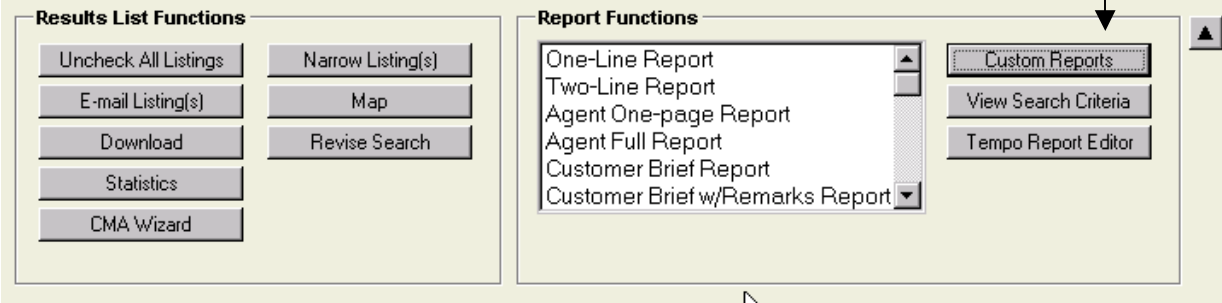 Results List Functions
Uncheck All Listings
E-mail Listing(s)
Download
Statistics
CMA Wizard
Narrow Listing(s)
Map
Revise Search
Report Functions
One-Line Report
Two-Line Report
Agent One-page Report
Agent Full Report
Customer Brief Report
Customer Brief w/Remarks Report
Custom Reports
View Search Criteria
Tempo Report Editor